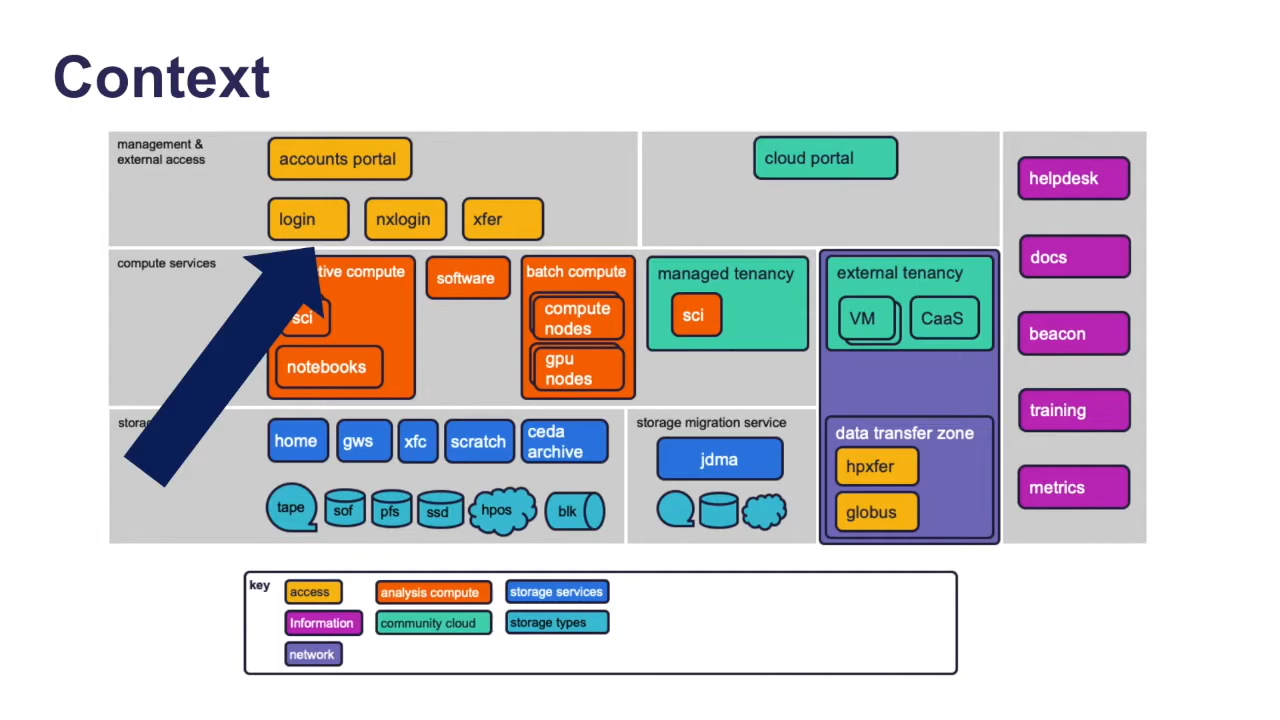 Context
management &
external access
accounts portal
login
nxlogin
xfer
cloud portal
compute services
tive compute
sci
notebooks
software
batch compute
compute
nodes
gpu
nodes
managed tenancy
sci
external tenancy
VM
CaaS
storag
home
gws
xfc
scratch
ceda
archive
tape
sof
pfs
ssd
hpos
blk
storage migration service
jdma
data transfer zone
hpxfer
globus
helpdesk
docs
beacon
training
metrics
key
access
analysis compute
storage services
Information
community cloud
storage types
network